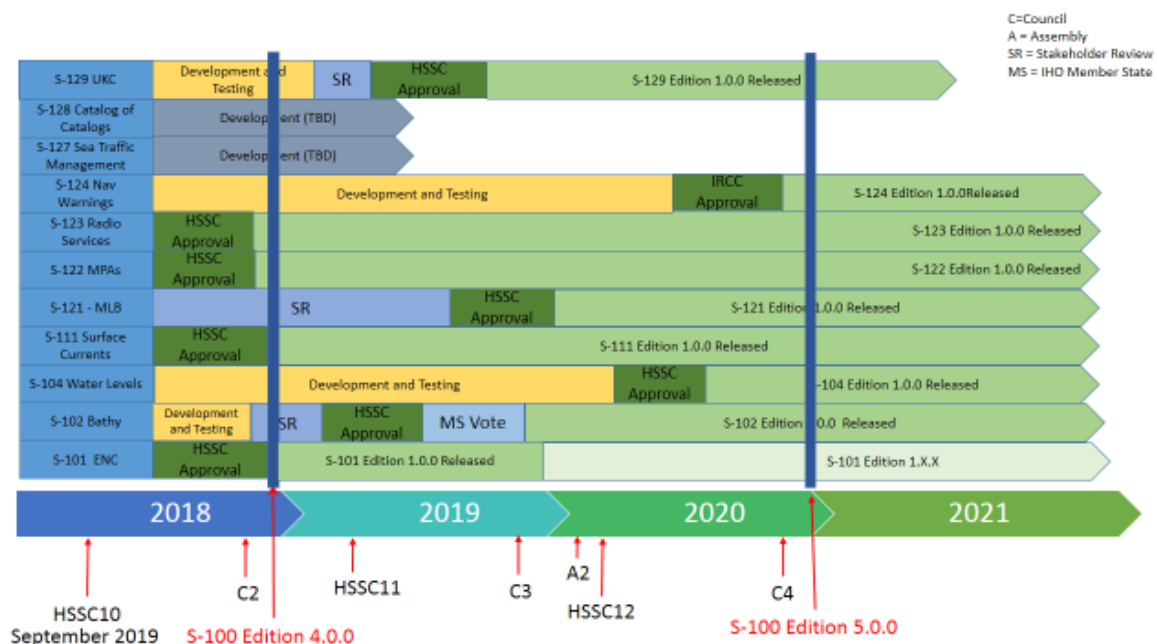 C=Council
A = Assembly
SR = Stakeholder Review
MS = IHO Member State
S-129 UKC
Development and
Testing
SR
HSSC
Approval
S-129 Edition 1.0.0 Released
S-128 Catalog of
Catalogs
Development (TBD)
S-127 Sea Traffic
Management
Development (TBD)
S-124 Nav
Warnings
Development and Testing
IRCC
Approval
S-124 Edition 1.0.0Released
S-123 Radio
Services
HSSC
Approval
S-123 Edition 1.0.0 Released
S-122 MPAs
HSSC
Approval
S-122 Edition 1.0.0 Released
S-121 - MLB
SR
HSSC
Approval
S-121 Edition 1.0.0 Released
S-111 Surface
Currents
HSSC
Approval
S-111 Edition 1.0.0 Released
S-104 Water Levels
Development and Testing
HSSC
Approval
-104 Edition 1.0.0 Released
S-102 Bathy
Development
and Testing
SR
HSSC
Approval
MS Vote
S-102 Edition .0.0 Released
S-101 ENC
HSSC
Approval
S-101 Edition 1.0.0 Released
S-101 Edition 1.X.X
2018
2019
2020
2021
HSSC10
September 2019
C2
S-100 Edition 4.0.0
HSSC11
C3
A2
HSSC12
C4
S-100 Edition 5.0.0